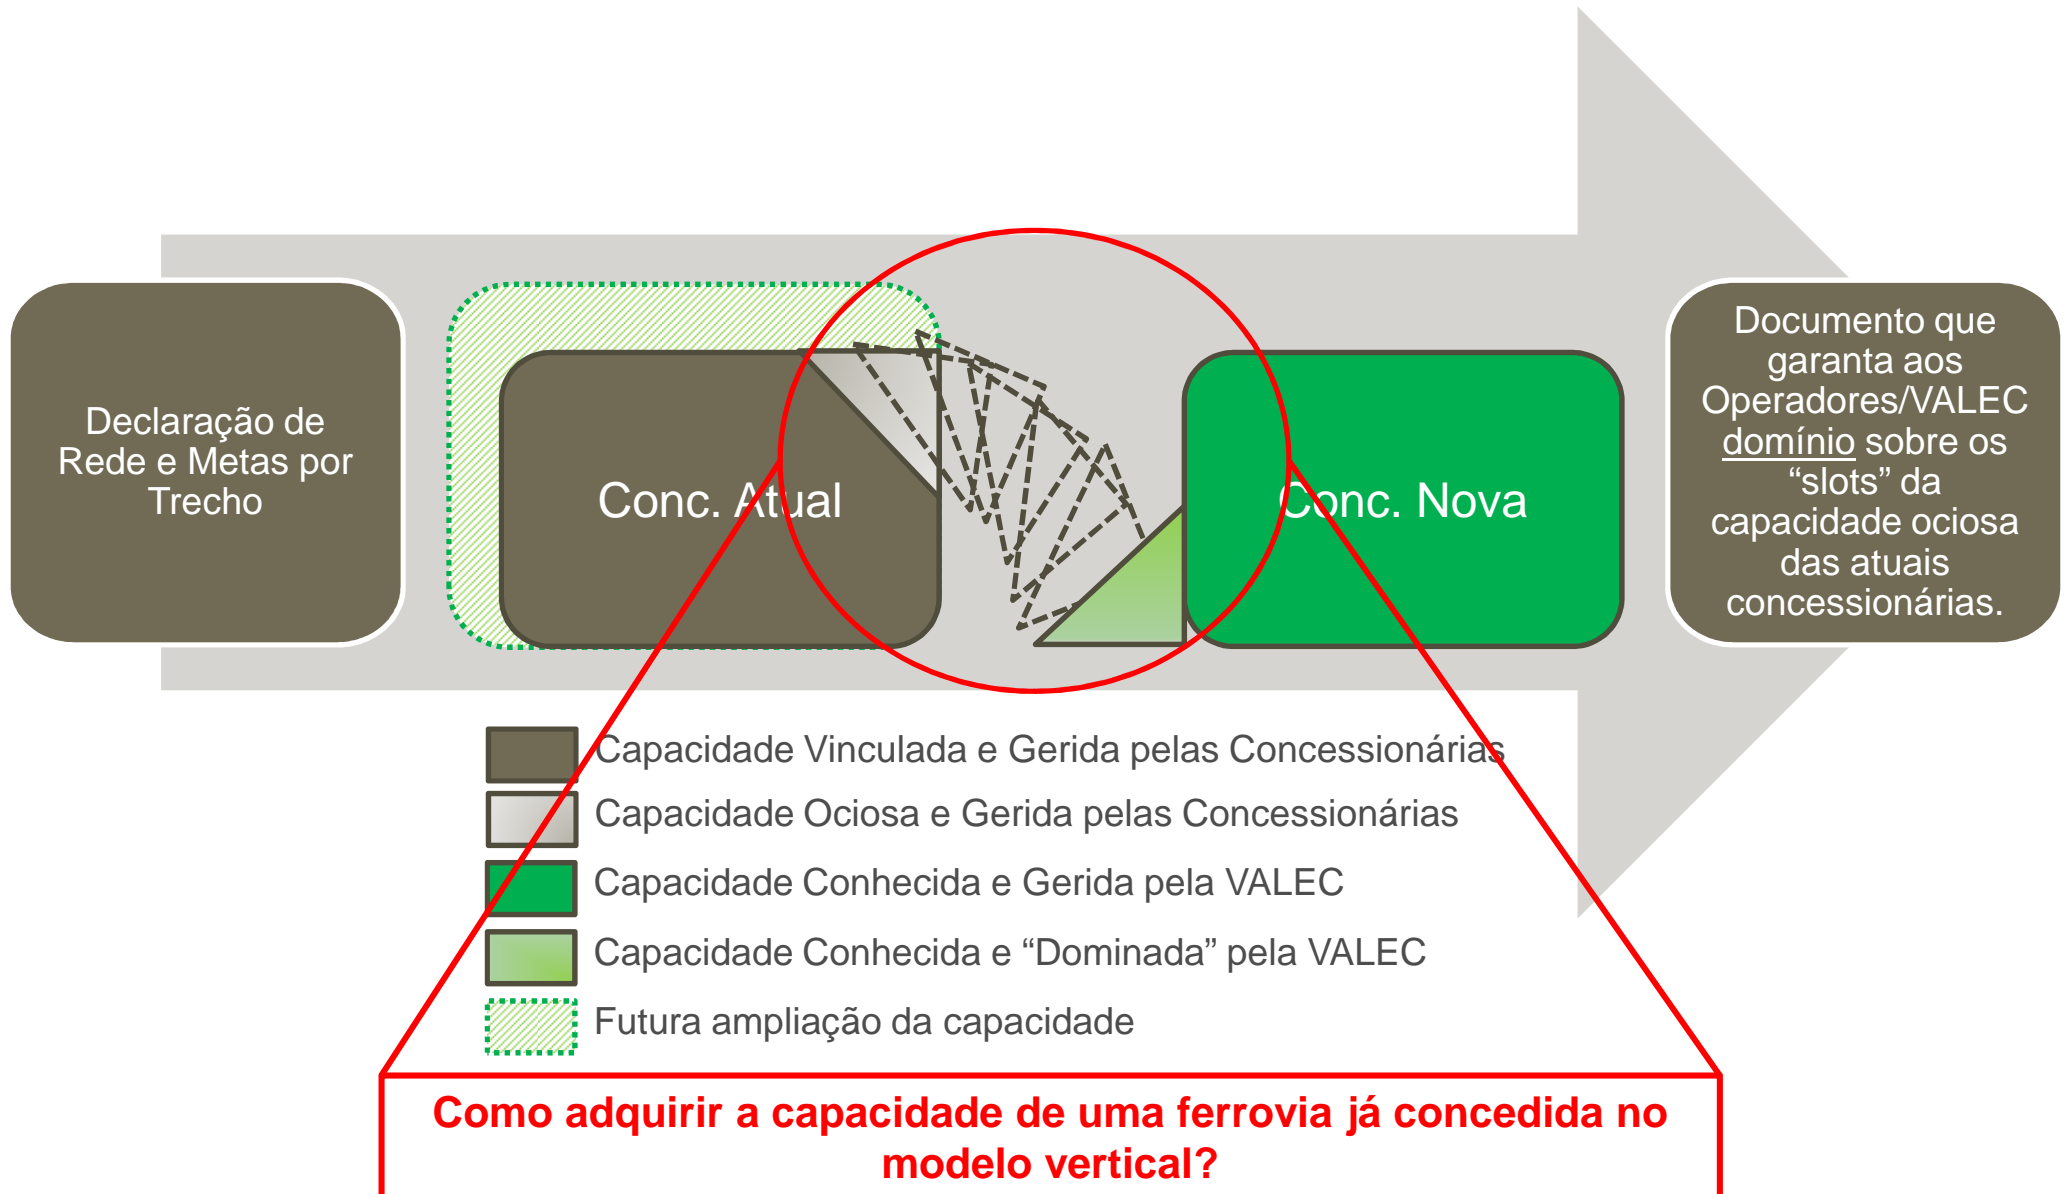 Declaração de
Rede e Metas por
Trecho
Conc. Atual
Conc. Nova
Documento que
garanta aos
Operadores/VALEC
domínio sobre os
“slots” da
capacidade ociosa
das atuais
concessionárias.
Capacidade Vinculada e Gerida pelas Concessionárias
Capacidade Ociosa e Gerida pelas Concessionárias
Capacidade Conhecida e Gerida pela VALEC
Capacidade Conhecida e “Dominada” pela VALEC
Futura ampliação da capacidade
Como adquirir a capacidade de uma ferrovia já concedida no
modelo vertical?